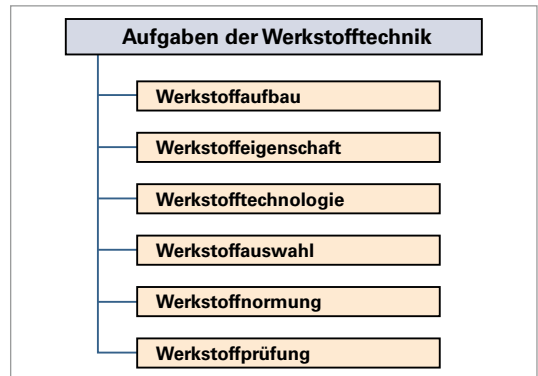 Aufgaben der Werkstofftechnik
Werkstoffaufbau
Werkstoffeigenschaft
Werkstofftechnologie
Werkstoffauswahl
Werkstoffnormung
Werkstoffprüfung